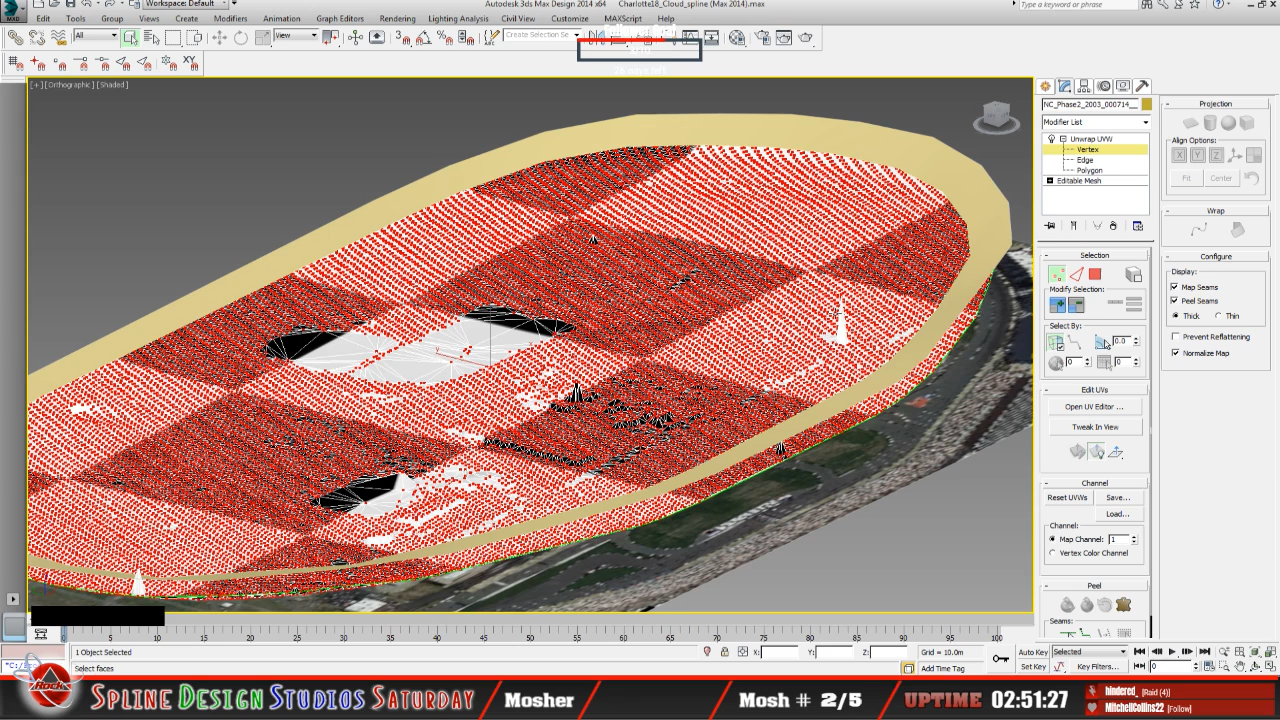 Workspace: Default
Autodesk 3ds Max Design 2014 x64
Charlotte18_Cloud_spline (Max 2014).max
Type a keyword or phrase
MXD
Edit Tools Group Views Create Modifiers Animation Graph Editors Rendering Lighting Analysis Civil View Customize MAXScript Help
All
View
Create Selection Se
XY
[+] [Orthographic] [Shaded]
NC_Phase2_2003_000714__
Modifier List
Unwrap UVW
Vertex
Edge
Polygon
Editable Mesh
Selection
Modify Selection:
Select By:
0.0
0
0
Edit UVs
Open UV Editor ...
Tweak In View
Channel
Reset UVWs Save...
Load...
Channel:
Map Channel: 1
Vertex Color Channel
Peel
Seams:
Projection
Align Options:
X Y Z
Fit Center
Wrap
Configure
Display:
Map Seams
Peel Seams
Thick Thin
Prevent Reflattening
Normalize Map
0 5 10 15 20 25 30 35 40 45 50 55 60 65 70 75 80 85 90 95 100
1 Object Selected
X: Y: Z:
Grid = 10.0m
Auto Key Selected
Select faces
Add Time Tag
Set Key Key Filters...
0
Rock
Spline Design Studios Saturday
Mosher
Mosh # 2/5
UPTIME 02:51:27
hindered_ [Raid (4)]
MitchellCollins22 [Follow]